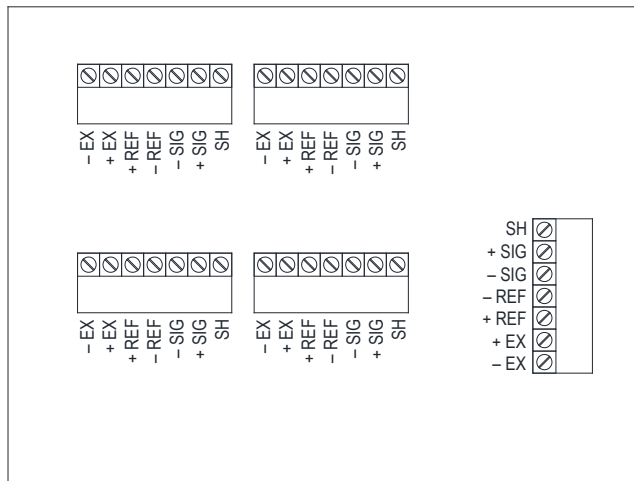 – EX
+ EX
+ REF
– REF
– SIG
+ SIG
SH
– EX
+ EX
+ REF
– REF
– SIG
+ SIG
SH
SH
+ SIG
– SIG
– REF
+ REF
+ EX
– EX
– EX
+ EX
+ REF
– REF
– SIG
+ SIG
SH
– EX
+ EX
+ REF
– REF
– SIG
+ SIG
SH